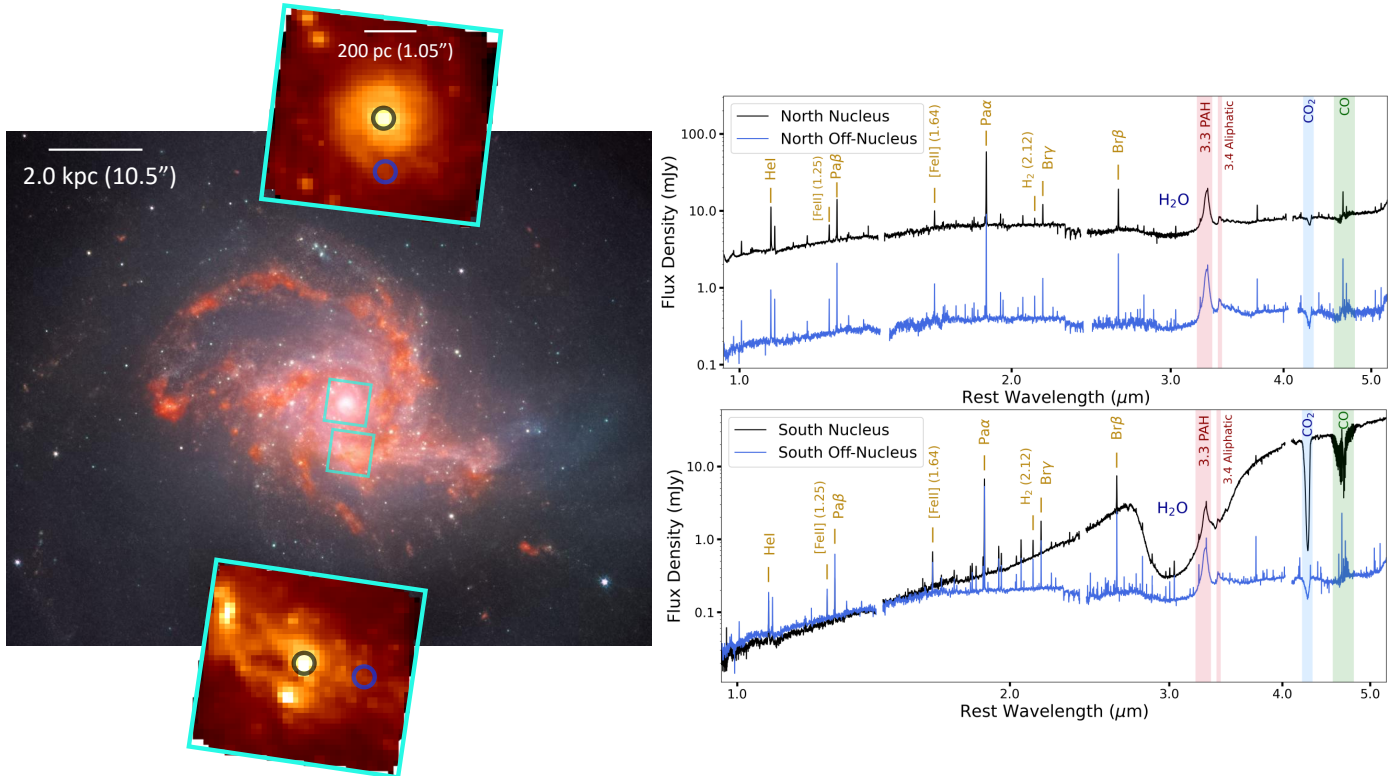 200 pc (1.05″)
2.0 kpc (10.5″)
North Nucleus
North Off-Nucleus
HeI
[FeII] (1.25)
Paβ
[FeII] (1.64)
Paα
H₂ (2.12)
Brγ
Brβ
H₂O
3.3 PAH
3.4 Aliphatic
CO₂
CO
Flux Density (mJy)
100.0
10.0
1.0
0.1
1.0 2.0 3.0 4.0 5.0
Rest Wavelength (μm)
South Nucleus
South Off-Nucleus
HeI
[FeII] (1.25)
Paβ
[FeII] (1.64)
Paα
H₂ (2.12)
Brγ
Brβ
H₂O
3.3 PAH
3.4 Aliphatic
CO₂
CO
Flux Density (mJy)
10.0
1.0
0.1
1.0 2.0 3.0 4.0 5.0
Rest Wavelength (μm)